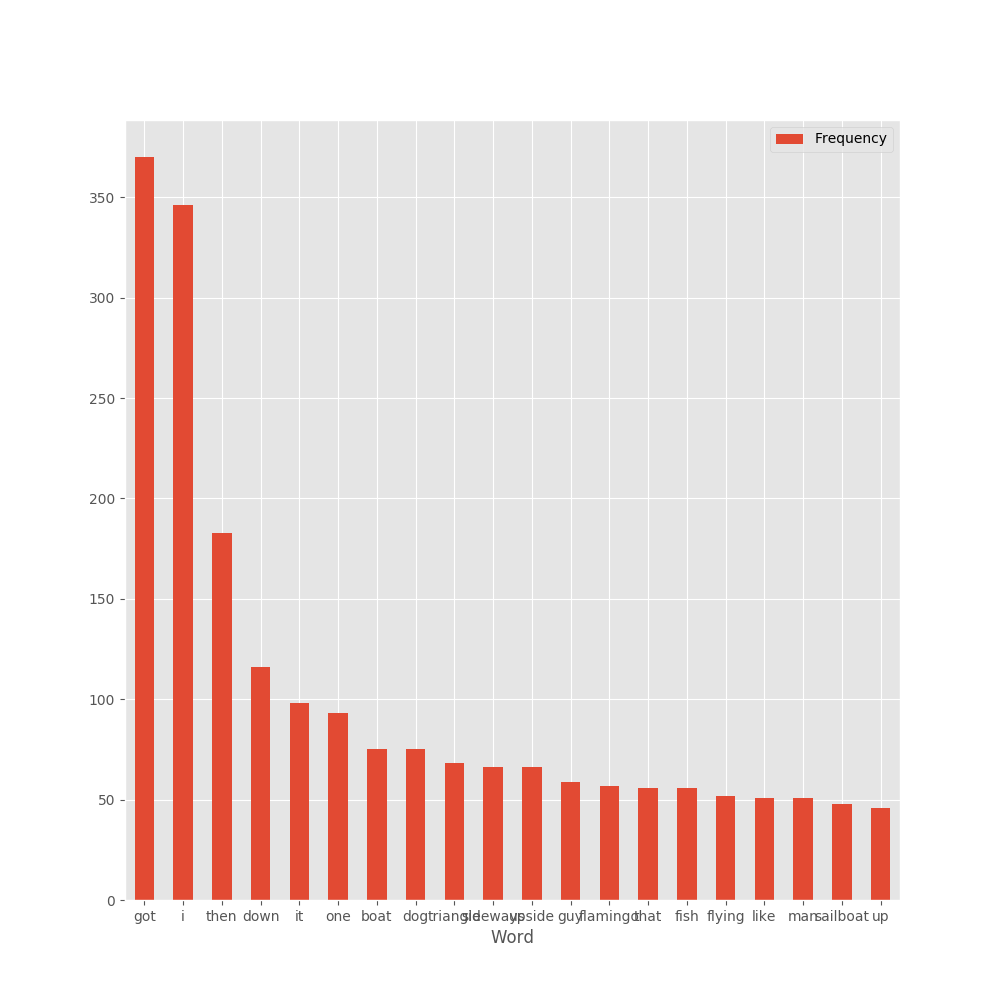 Frequency
350
300
250
200
150
100
50
0
got i then down it one boat dog triangle sideways upside guy flamingo that fish flying like man sailboat up
Word